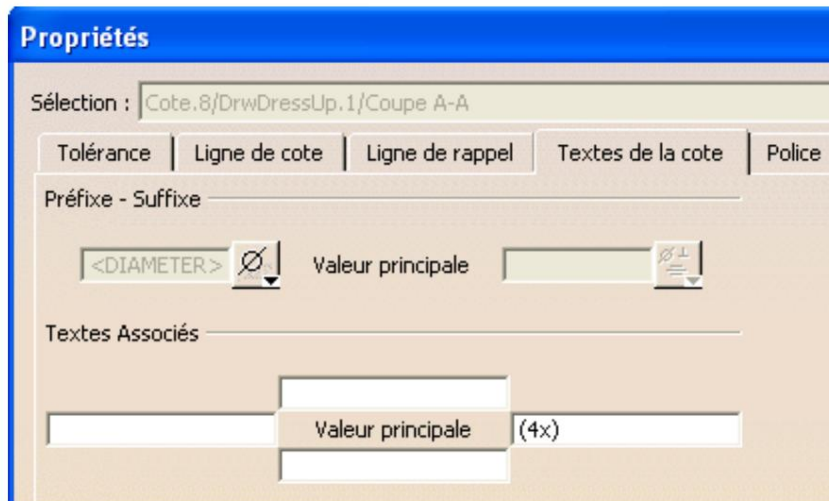 Propriétés
Sélection : Cote.8/DrwDressUp.1/Coupe A-A
Tolérance Ligne de cote Ligne de rappel Textes de la cote Police
Préfixe - Suffixe
<DIAMETER> Ø Valeur principale
Textes Associés
Valeur principale (4x)